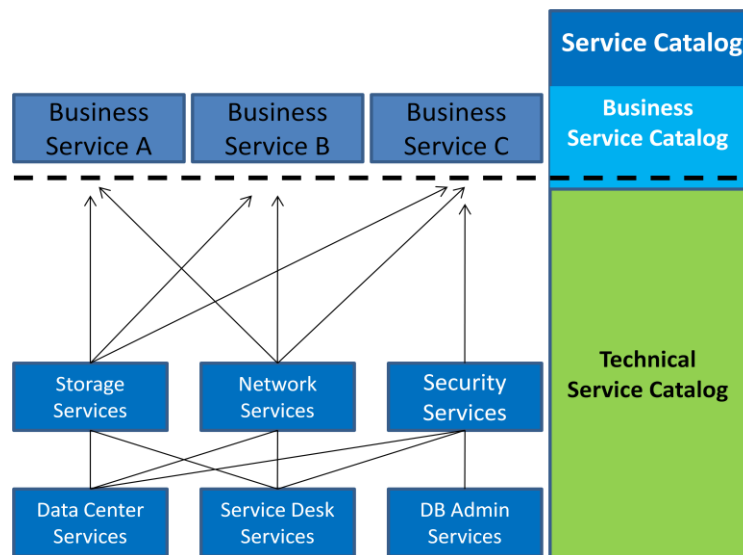 Service Catalog
Business
Service A
Business
Service B
Business
Service C
Business
Service Catalog
Storage
Services
Network
Services
Security
Services
Technical
Service Catalog
Data Center
Services
Service Desk
Services
DB Admin
Services